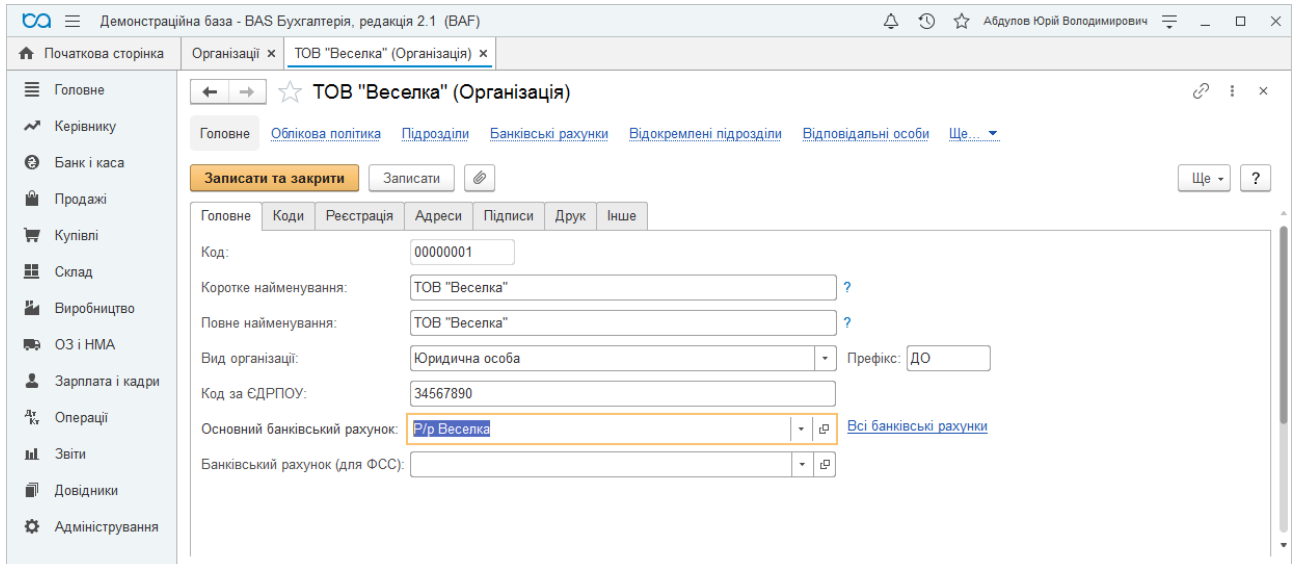 Демонстраційна база - BAS Бухгалтерія, редакція 2.1 (BAF) Абдулов Юрій Володимирович
Початкова сторінка Організації × ТОВ "Веселка" (Організація) ×
Головне
Керівнику
Банк і каса
Продажі
Купівлі
Склад
Виробництво
ОЗ і НМА
Зарплата і кадри
Дт Кт Операції
Звіти
Довідники
Адміністрування
ТОВ "Веселка" (Організація)
Головне Облікова політика Підрозділи Банківські рахунки Відокремлені підрозділи Відповідальні особи Ще...
Записати та закрити Записати Ще ?
Головне Коди Реєстрація Адреси Підписи Друк Інше
Код: 00000001
Коротке найменування: ТОВ "Веселка" ?
Повне найменування: ТОВ "Веселка" ?
Вид організації: Юридична особа Префікс: ДО
Код за ЄДРПОУ: 34567890
Основний банківський рахунок: Р/р Веселка Всі банківські рахунки
Банківський рахунок (для ФСС):